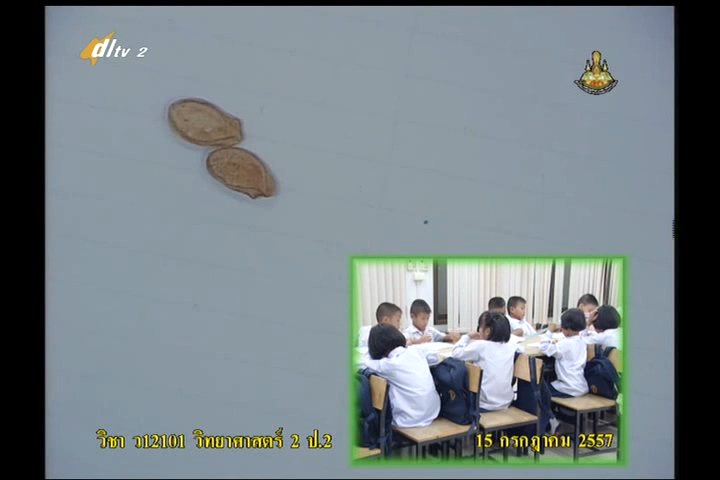 dltv 2
วิชา ว12101 วิทยาศาสตร์ 2 ป.2
15 กรกฎาคม 2557